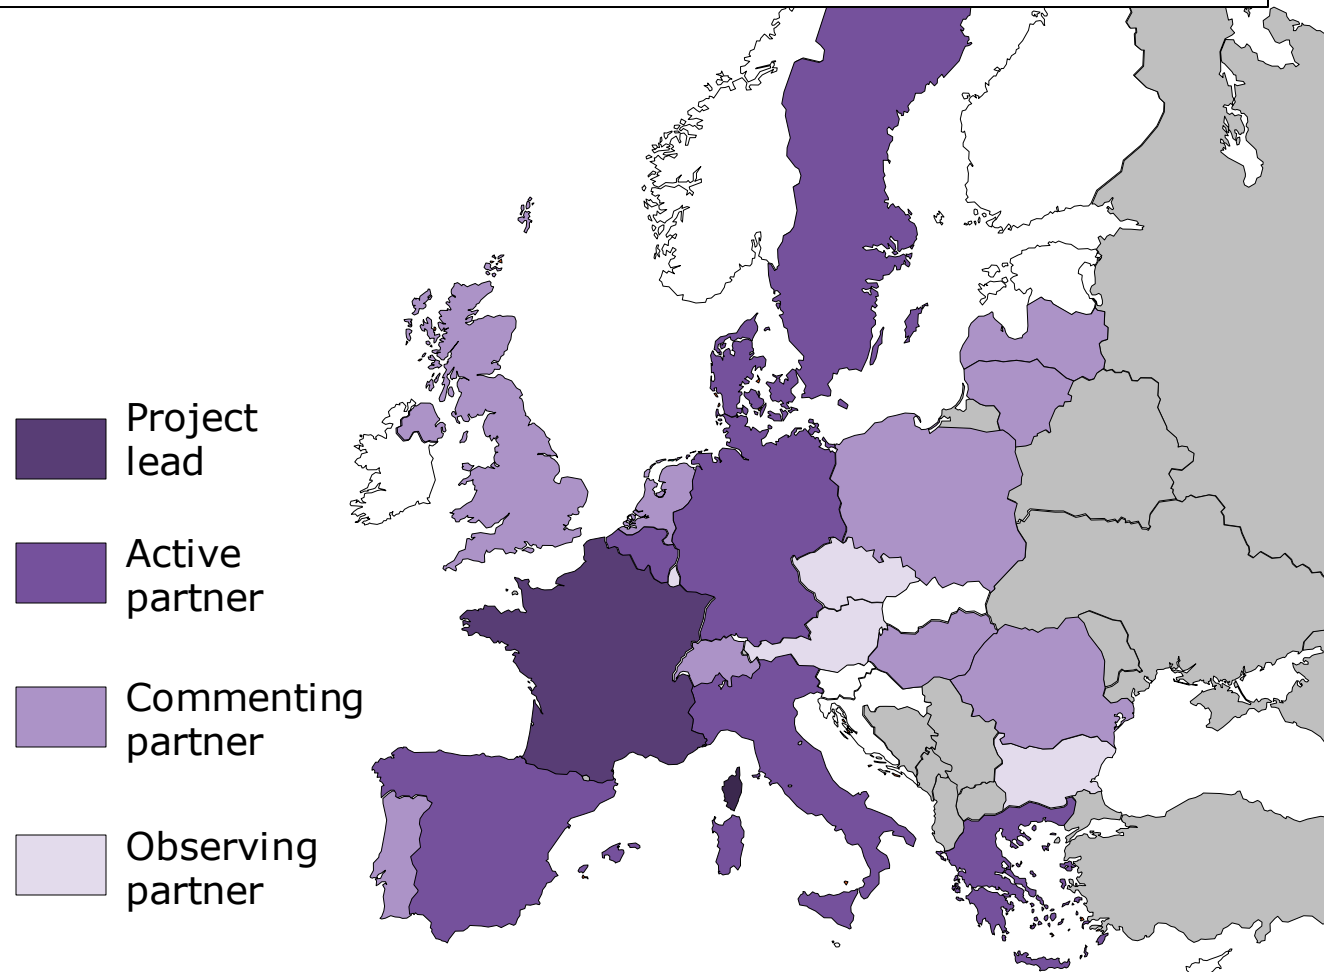 Project
lead
Active
partner
Commenting
partner
Observing
partner